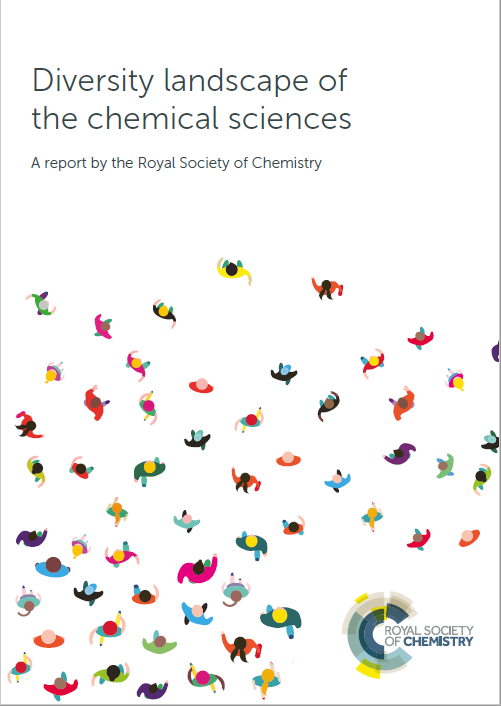 Diversity landscape of
the chemical sciences
A report by the Royal Society of Chemistry
ROYAL SOCIETY
OF CHEMISTRY